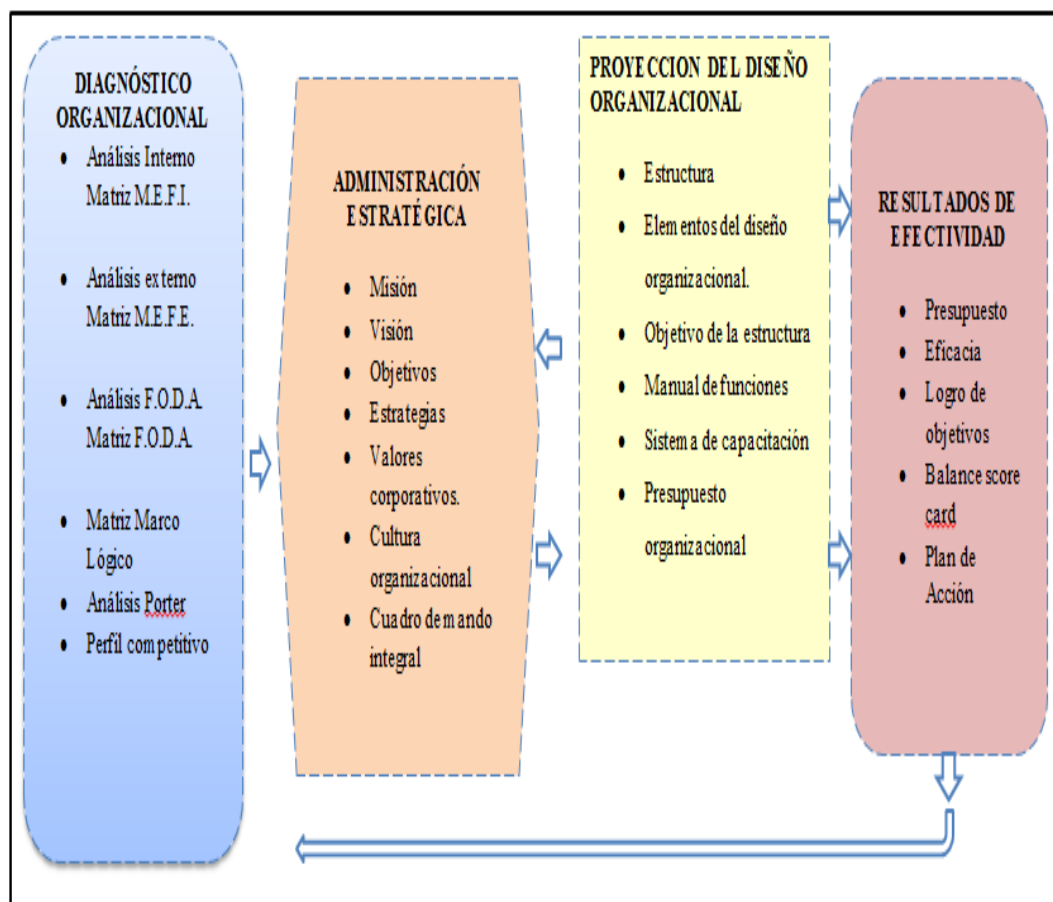 DIAGNÓSTICO
ORGANIZACIONAL
• Análisis Interno
Matriz M.E.F.I.
• Análisis externo
Matriz M.E.F.E.
• Análisis F.O.D.A.
Matriz F.O.D.A.
• Matriz Marco
Lógico
• Análisis Porter
• Perfil competitivo
ADMINISTRACIÓN
ESTRATÉGICA
• Misión
• Visión
• Objetivos
• Estrategias
• Valores
corporativos.
• Cultura
organizacional
• Cuadro de mando
integral
PROYECCION DEL DISEÑO
ORGANIZACIONAL
• Estructura
• Elementos del diseño
organizacional.
• Objetivo de la estructura
• Manual de funciones
• Sistema de capacitación
• Presupuesto
organizacional
RESULTADOS DE
EFECTIVIDAD
• Presupuesto
• Eficacia
• Logro de
objetivos
• Balance score
card
• Plan de
Acción